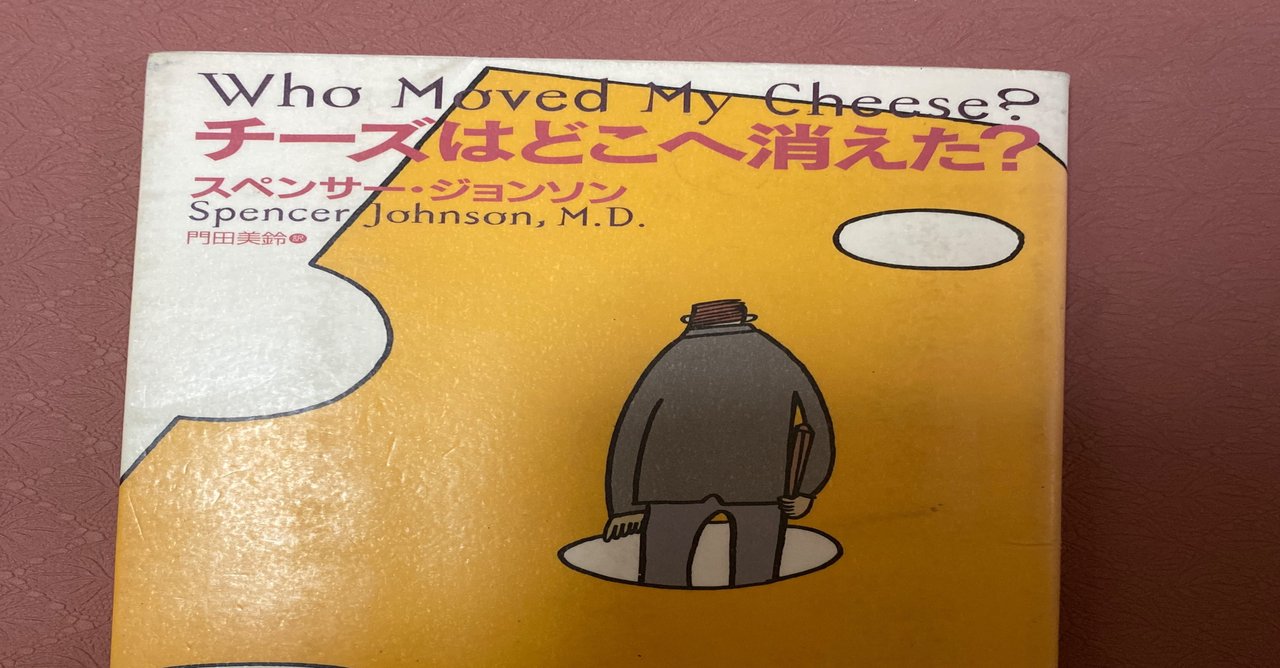 Who Moved My Cheese?
チーズはどこへ消えた?
スペンサー・ジョンソン
Spencer Johnson, M.D.
門田美鈴 訳